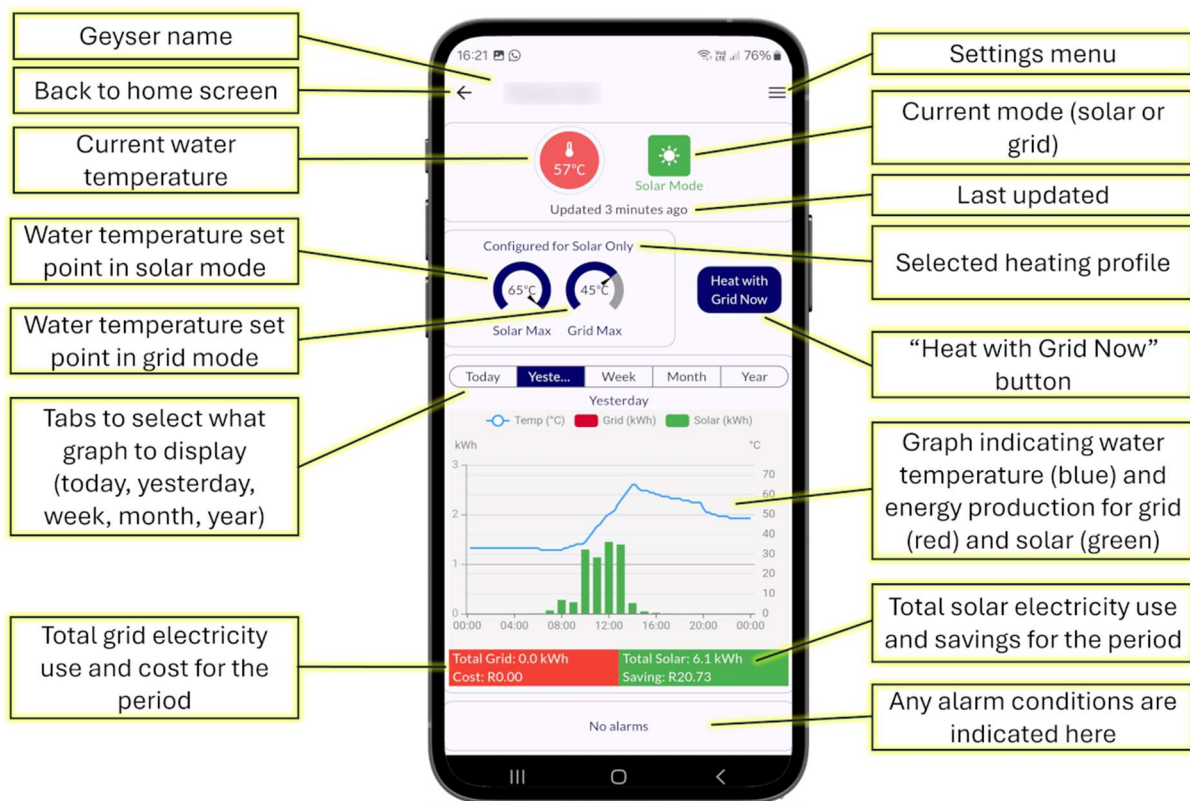 Geyser name
Back to home screen
Current water
temperature
Water temperature set
point in solar mode
Water temperature set
point in grid mode
Tabs to select what
graph to display
(today, yesterday,
week, month, year)
Total grid electricity
use and cost for the
period
16:21
76%
57°C
Solar Mode
Updated 3 minutes ago
Configured for Solar Only
65°C
45°C
Solar Max
Grid Max
Heat with
Grid Now
Today
Yeste...
Week
Month
Year
Yesterday
Temp (°C)
Grid (kWh)
Solar (kWh)
kWh
°C
3
2
1
0
70
60
50
40
30
20
10
0
00:00
04:00
08:00
12:00
16:00
20:00
00:00
Total Grid: 0.0 kWh
Cost: R0.00
Total Solar: 6.1 kWh
Saving: R20.73
No alarms
Settings menu
Current mode (solar or
grid)
Last updated
Selected heating profile
“Heat with Grid Now”
button
Graph indicating water
temperature (blue) and
energy production for grid
(red) and solar (green)
Total solar electricity use
and savings for the period
Any alarm conditions are
indicated here